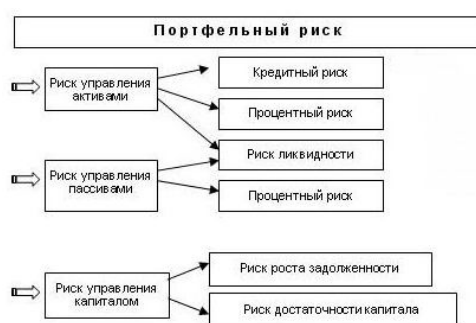 Портфельный риск
Риск управления
активами
Кредитный риск
Процентный риск
Риск ликвидности
Риск управления
пассивами
Процентный риск
Риск управления
капиталом
Риск роста задолженности
Риск достаточности капитала